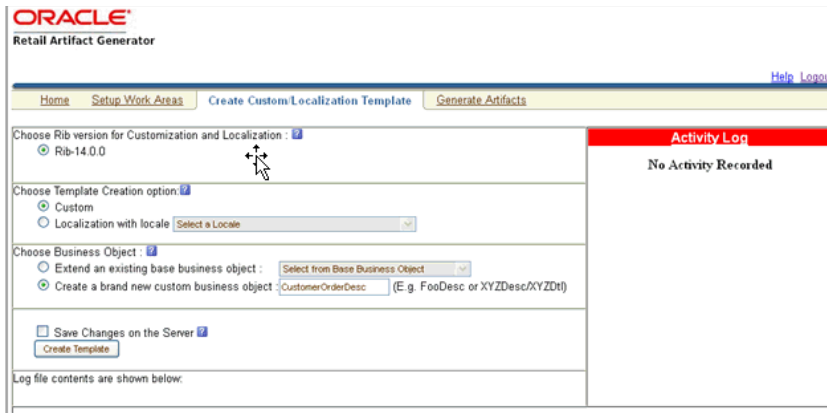 ORACLE
Retail Artifact Generator
Help Logou
Home Setup Work Areas Create Custom/Localization Template Generate Artifacts
Choose Rib version for Customization and Localization : ?
Rib-14.0.0
Activity Log
No Activity Recorded
Choose Template Creation option: ?
Custom
Localization with locale Select a Locale
Choose Business Object : ?
Extend an existing base business object : Select from Base Business Object
Create a brand new custom business object : CustomerOrderDesc (E.g. FooDesc or XYZDesc/XYZDtl)
Save Changes on the Server ?
Create Template
Log file contents are shown below: